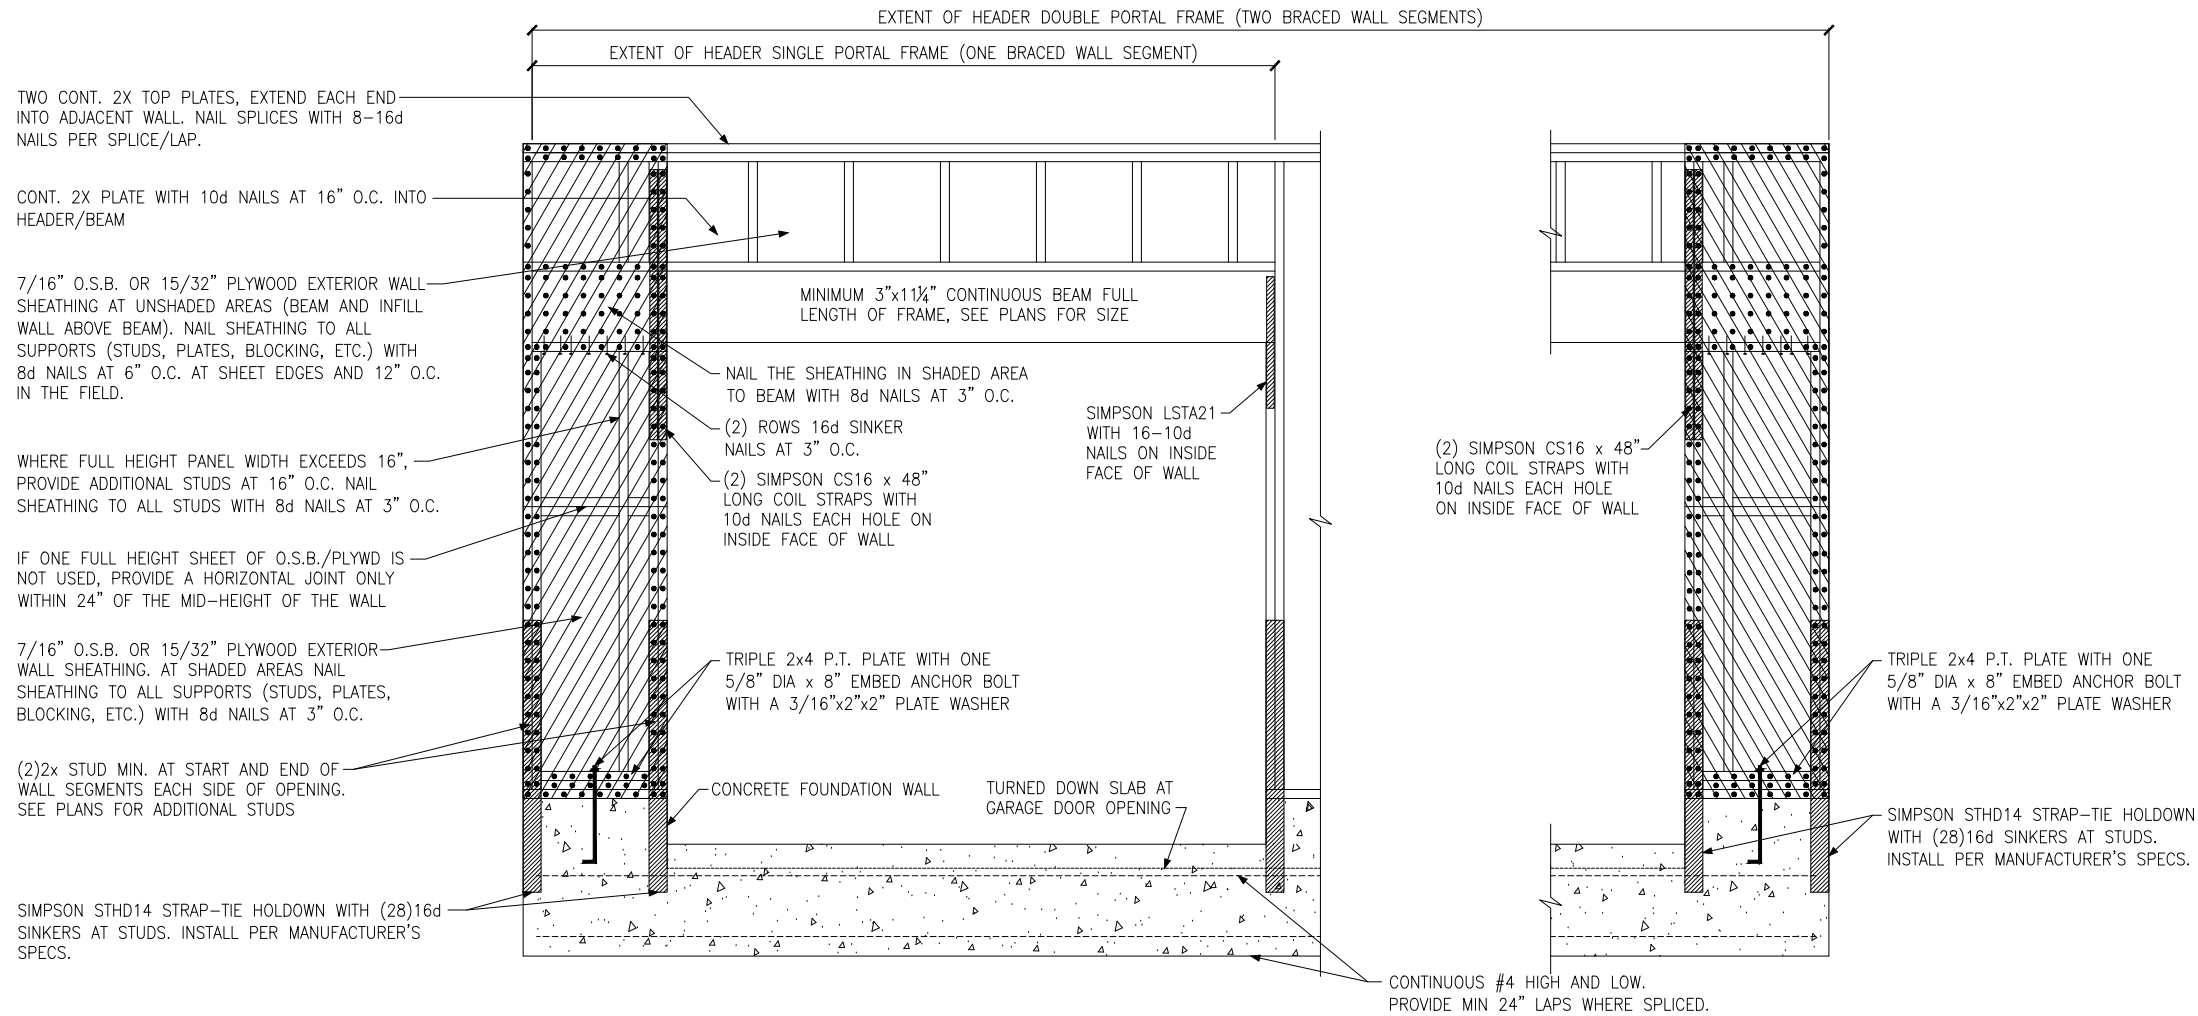 EXTENT OF HEADER DOUBLE PORTAL FRAME (TWO BRACED WALL SEGMENTS)
EXTENT OF HEADER SINGLE PORTAL FRAME (ONE BRACED WALL SEGMENT)
TWO CONT. 2X TOP PLATES, EXTEND EACH END
INTO ADJACENT WALL. NAIL SPLICES WITH 8-16d
NAILS PER SPLICE/LAP.
CONT. 2X PLATE WITH 10d NAILS AT 16" O.C. INTO
HEADER/BEAM
7/16" O.S.B. OR 15/32" PLYWOOD EXTERIOR WALL
SHEATHING AT UNSHADED AREAS (BEAM AND INFILL
WALL ABOVE BEAM). NAIL SHEATHING TO ALL
SUPPORTS (STUDS, PLATES, BLOCKING, ETC.) WITH
8d NAILS AT 6" O.C. AT SHEET EDGES AND 12" O.C.
IN THE FIELD.
WHERE FULL HEIGHT PANEL WIDTH EXCEEDS 16",
PROVIDE ADDITIONAL STUDS AT 16" O.C. NAIL
SHEATHING TO ALL STUDS WITH 8d NAILS AT 3" O.C.
IF ONE FULL HEIGHT SHEET OF O.S.B./PLYWD IS
NOT USED, PROVIDE A HORIZONTAL JOINT ONLY
WITHIN 24" OF THE MID-HEIGHT OF THE WALL
7/16" O.S.B. OR 15/32" PLYWOOD EXTERIOR
WALL SHEATHING. AT SHADED AREAS NAIL
SHEATHING TO ALL SUPPORTS (STUDS, PLATES,
BLOCKING, ETC.) WITH 8d NAILS AT 3" O.C.
(2)2x STUD MIN. AT START AND END OF
WALL SEGMENTS EACH SIDE OF OPENING.
SEE PLANS FOR ADDITIONAL STUDS
SIMPSON STHD14 STRAP-TIE HOLDOWN WITH (28)16d
SINKERS AT STUDS. INSTALL PER MANUFACTURER'S
SPECS.
MINIMUM 3"x11¼" CONTINUOUS BEAM FULL
LENGTH OF FRAME, SEE PLANS FOR SIZE
NAIL THE SHEATHING IN SHADED AREA
TO BEAM WITH 8d NAILS AT 3" O.C.
(2) ROWS 16d SINKER
NAILS AT 3" O.C.
(2) SIMPSON CS16 x 48"
LONG COIL STRAPS WITH
10d NAILS EACH HOLE ON
INSIDE FACE OF WALL
SIMPSON LSTA21
WITH 16-10d
NAILS ON INSIDE
FACE OF WALL
TRIPLE 2x4 P.T. PLATE WITH ONE
5/8" DIA x 8" EMBED ANCHOR BOLT
WITH A 3/16"x2"x2" PLATE WASHER
CONCRETE FOUNDATION WALL
TURNED DOWN SLAB AT
GARAGE DOOR OPENING
(2) SIMPSON CS16 x 48"
LONG COIL STRAPS WITH
10d NAILS EACH HOLE
ON INSIDE FACE OF WALL
TRIPLE 2x4 P.T. PLATE WITH ONE
5/8" DIA x 8" EMBED ANCHOR BOLT
WITH A 3/16"x2"x2" PLATE WASHER
SIMPSON STHD14 STRAP-TIE HOLDOWN
WITH (28)16d SINKERS AT STUDS.
INSTALL PER MANUFACTURER'S SPECS.
CONTINUOUS #4 HIGH AND LOW.
PROVIDE MIN 24" LAPS WHERE SPLICED.